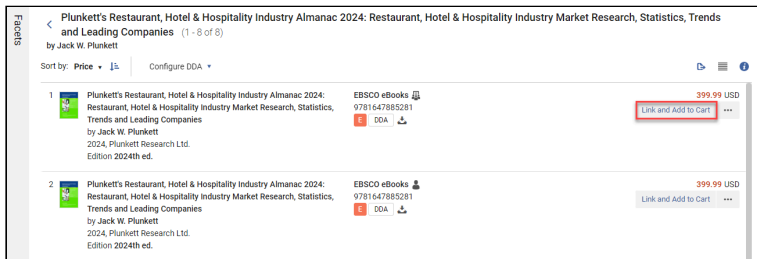 Facets
Plunkett's Restaurant, Hotel & Hospitality Industry Almanac 2024: Restaurant, Hotel & Hospitality Industry Market Research, Statistics, Trends
and Leading Companies (1 - 8 of 8)
by Jack W. Plunkett
Sort by: Price Configure DDA
1 Plunkett's Restaurant, Hotel & Hospitality Industry Almanac 2024: EBSCO eBooks 399.99 USD
Restaurant, Hotel & Hospitality Industry Market Research, Statistics, 9781647885281 Link and Add to Cart ...
Trends and Leading Companies E DDA
by Jack W. Plunkett
2024, Plunkett Research Ltd.
Edition 2024th ed.
2 Plunkett's Restaurant, Hotel & Hospitality Industry Almanac 2024: EBSCO eBooks 399.99 USD
Restaurant, Hotel & Hospitality Industry Market Research, Statistics, 9781647885281 Link and Add to Cart ...
Trends and Leading Companies E DDA
by Jack W. Plunkett
2024, Plunkett Research Ltd.
Edition 2024th ed.